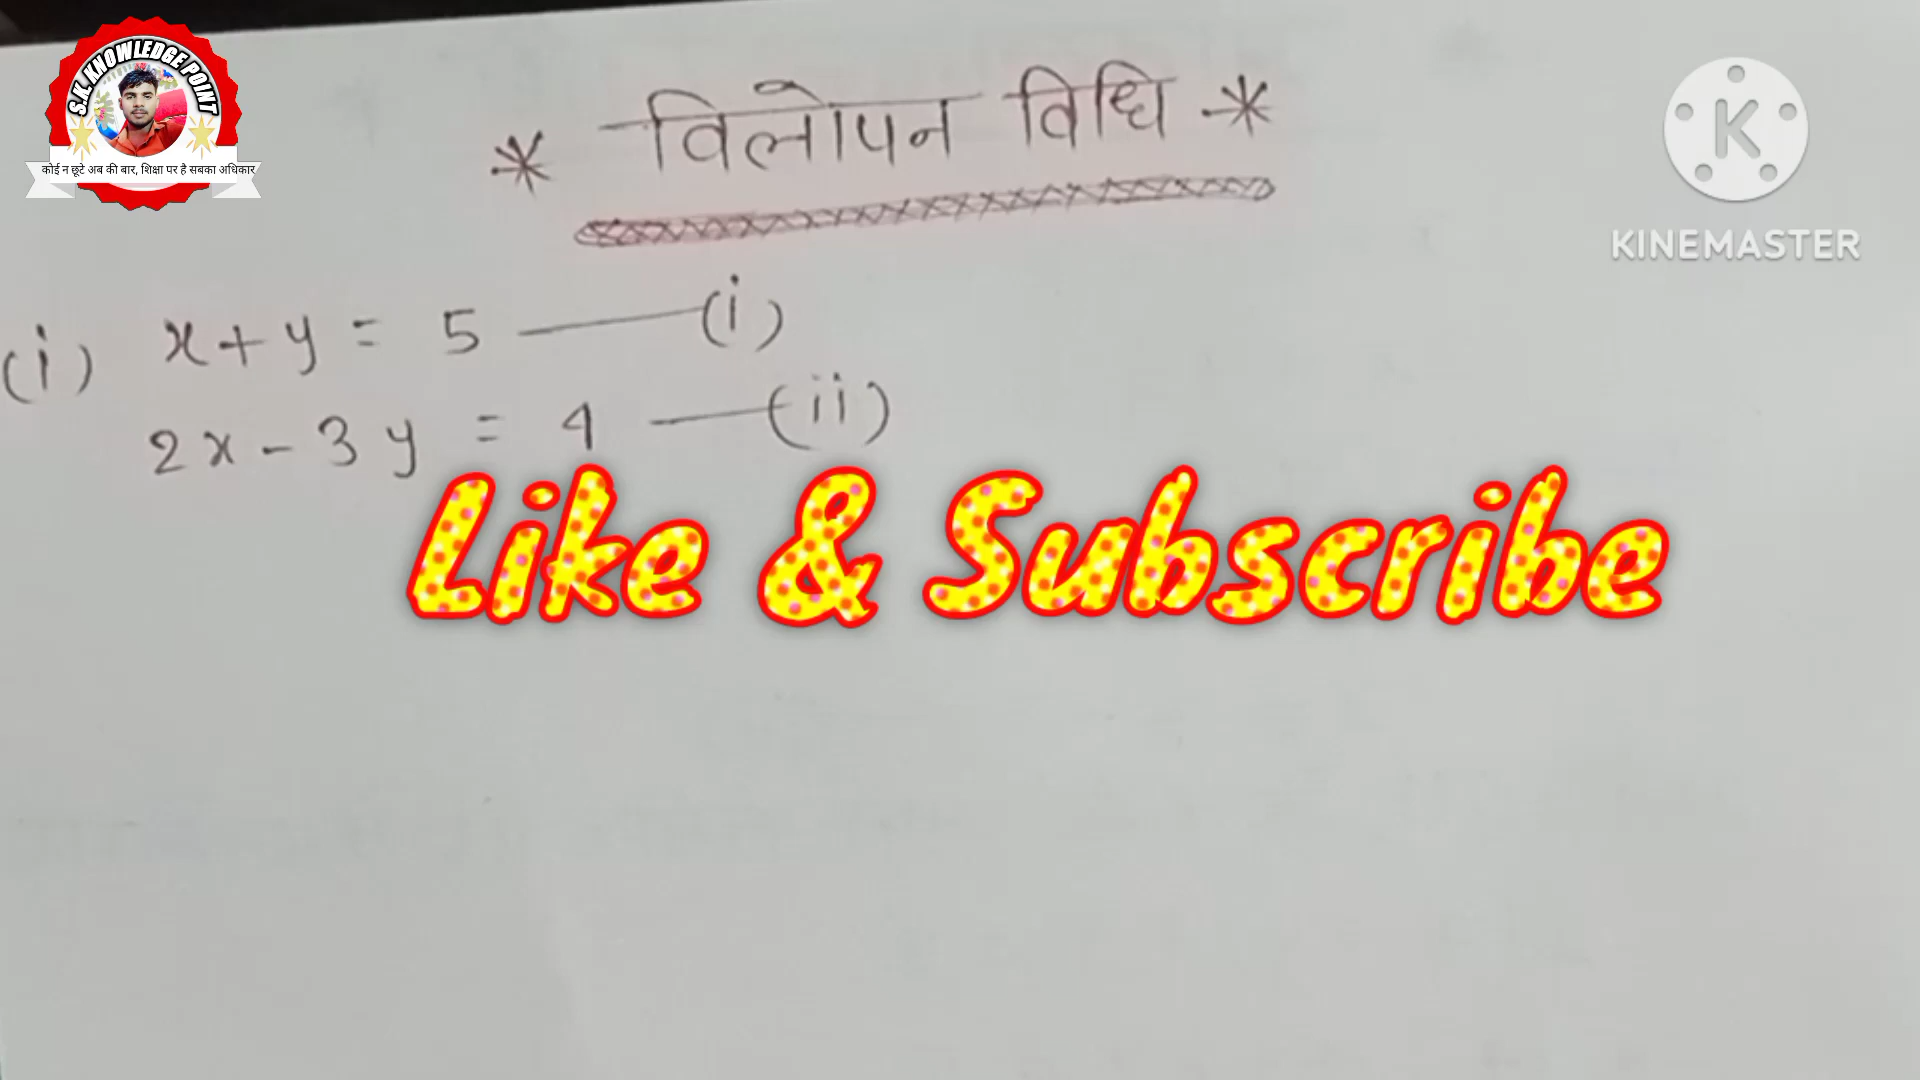 S.K. KNOWLEDGE POINT
कोई न छूटे अब की बार, शिक्षा पर है सबका अधिकार
* विलोपन विधि *
K
KINEMASTER
(i) x+y = 5 —— (i)
2x-3y = 4 —— (ii)
Like & Subscribe